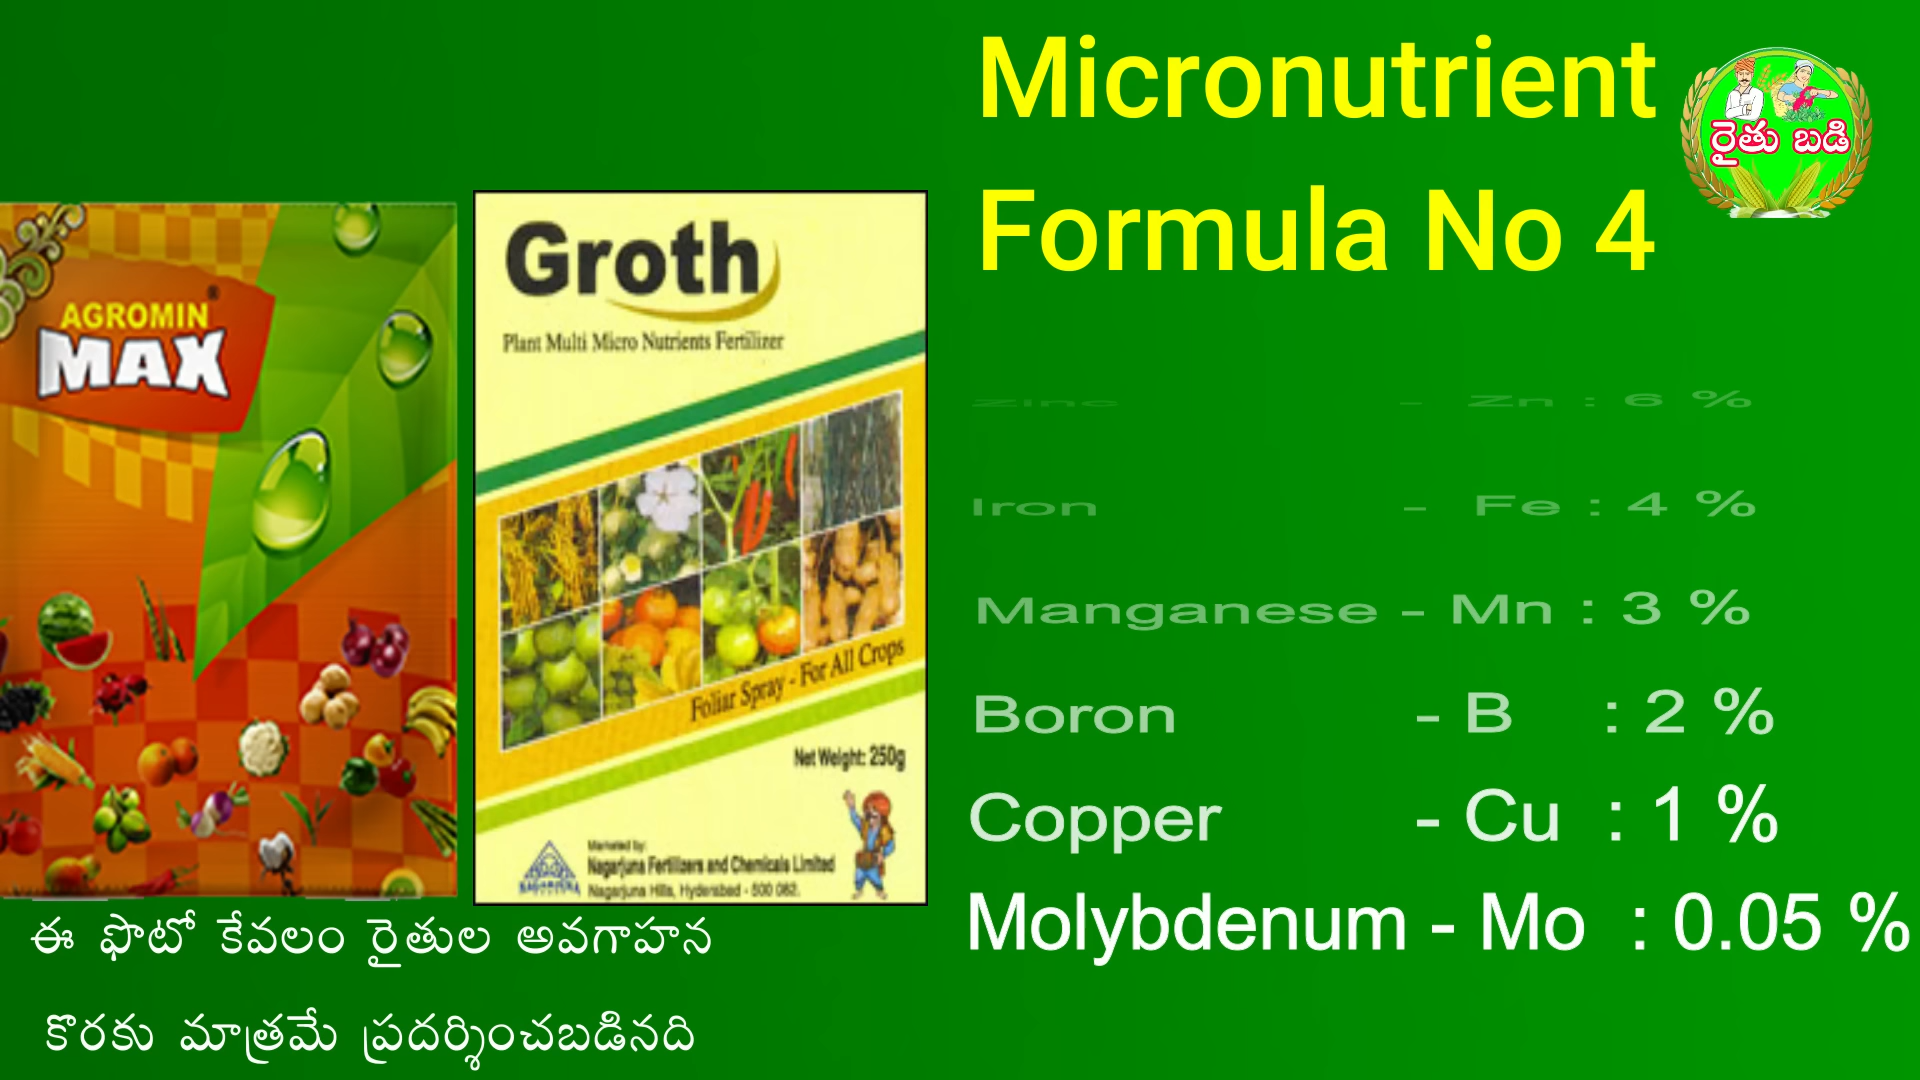 Micronutrient
Formula No 4
రైతు బడి
AGROMIN
MAX
Groth
Plant Multi Micro Nutrients Fertilizer
Foliar Spray - For All Crops
Net Weight: 250g
Marketed by:
Nagarjuna Fertilizers and Chemicals Limited
Nagarjuna Hills, Hyderabad - 500 082.
NAGARJUNA
Zinc - Zn : 6 %
Iron - Fe : 4 %
Manganese - Mn : 3 %
Boron - B : 2 %
Copper - Cu : 1 %
Molybdenum - Mo : 0.05 %
ఈ ఫొటో కేవలం రైతుల అవగాహన
కొరకు మాత్రమే ప్రదర్శించబడినది